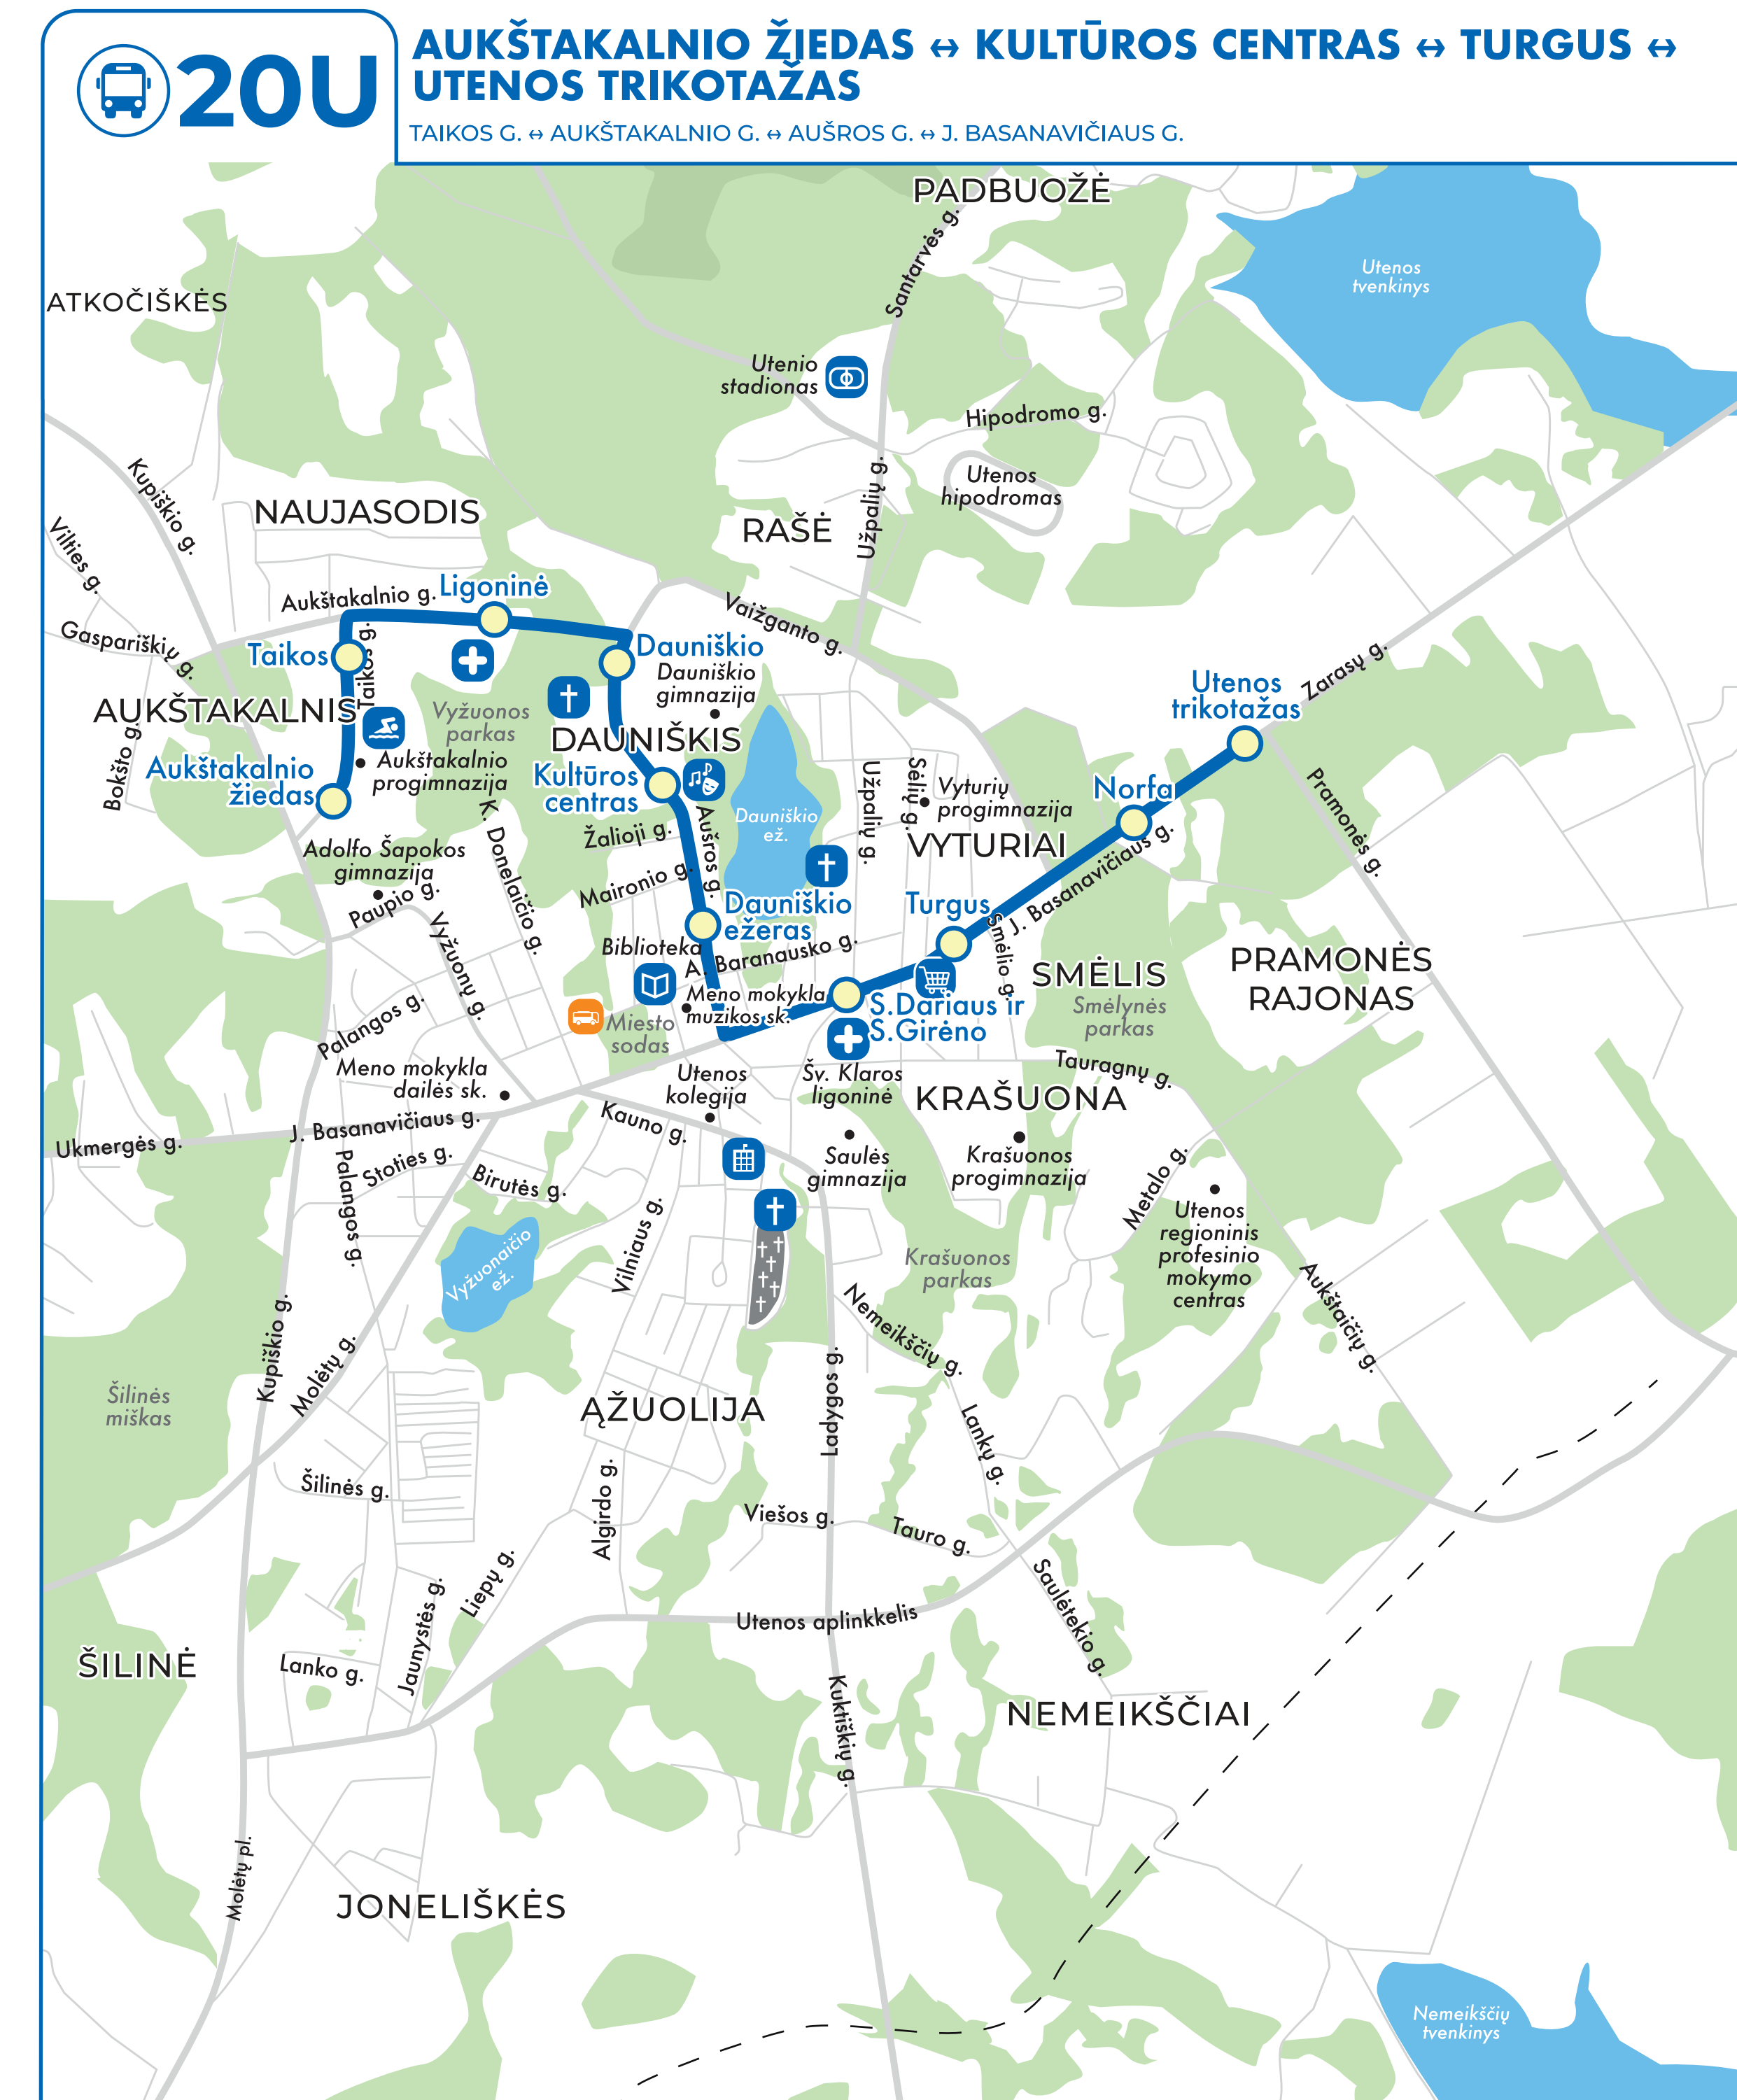 20U
AUKŠTAKALNIO ŽIEDAS ↔ KULTŪROS CENTRAS ↔ TURGUS ↔
UTENOS TRIKOTAŽAS
TAIKOS G. ↔ AUKŠTAKALNIO G. ↔ AUŠROS G. ↔ J. BASANAVIČIAUS G.
PADBUOŽĖ
Santarvės g.
Utenos
tvenkinys
ATKOČIŠKĖS
Utenio
stadionas
Hipodromo g.
Kupiškio g.
Utenos
hipodromas
NAUJASODIS
RAŠĖ
Užpalių g.
Vilties g.
Aukštakalnio g.
Ligoninė
Vaižganto g.
Gaspariškių g.
Taikos
Taikos g.
Dauniškio
Dauniškio
gimnazija
Zarasų g.
Utenos
trikotažas
AUKŠTAKALNIS
Vyžuonos
parkas
DAUNIŠKIS
Bokšto g.
Aukštakalnio
žiedas
Aukštakalnio
progimnazija
Kultūros
centras
Užpalių g.
Sėlių g.
Vyturių
progimnazija
Norfa
Pramonės g.
K. Donelaičio g.
Žalioji g.
Aušros g.
Dauniškio
ež.
VYTURIAI
J. Basanavičiaus g.
Adolfo Šapokos
gimnazija
Maironio g.
Paupio g.
Dauniškio
ežeras
Turgus
Smėlio g.
Vyžuonų g.
Biblioteka
A. Baranausko g.
SMĖLIS
Smėlynės
parkas
PRAMONĖS
RAJONAS
Palangos g.
Meno mokykla
muzikos sk.
Miesto
sodas
S.Dariaus ir
S.Girėno
Meno mokykla
dailės sk.
Utenos
kolegija
Šv. Klaros
ligoninė
Tauragnų g.
KRAŠUONA
J. Basanavičiaus g.
Kauno g.
Ukmergės g.
Palangos g.
Stoties g.
Birutės g.
Saulės
gimnazija
Krašuonos
progimnazija
Metalo g.
Utenos
regioninis
profesinio
mokymo
centras
Vyžuonaičio
ež.
Vilniaus g.
Krašuonos
parkas
Aukštaičių g.
Nemeikščių g.
Kupiškio g.
Molėtų g.
Šilinės
miškas
Ladygos g.
ĄŽUOLIJA
Lankų g.
Šilinės g.
Algirdo g.
Viešos g.
Tauro g.
Liepų g.
Jaunystės g.
Saulėtekio g.
Utenos aplinkkelis
ŠILINĖ
Lanko g.
Kuktiškių g.
NEMEIKŠČIAI
Molėtų pl.
JONELIŠKĖS
Nemeikščių
tvenkinys